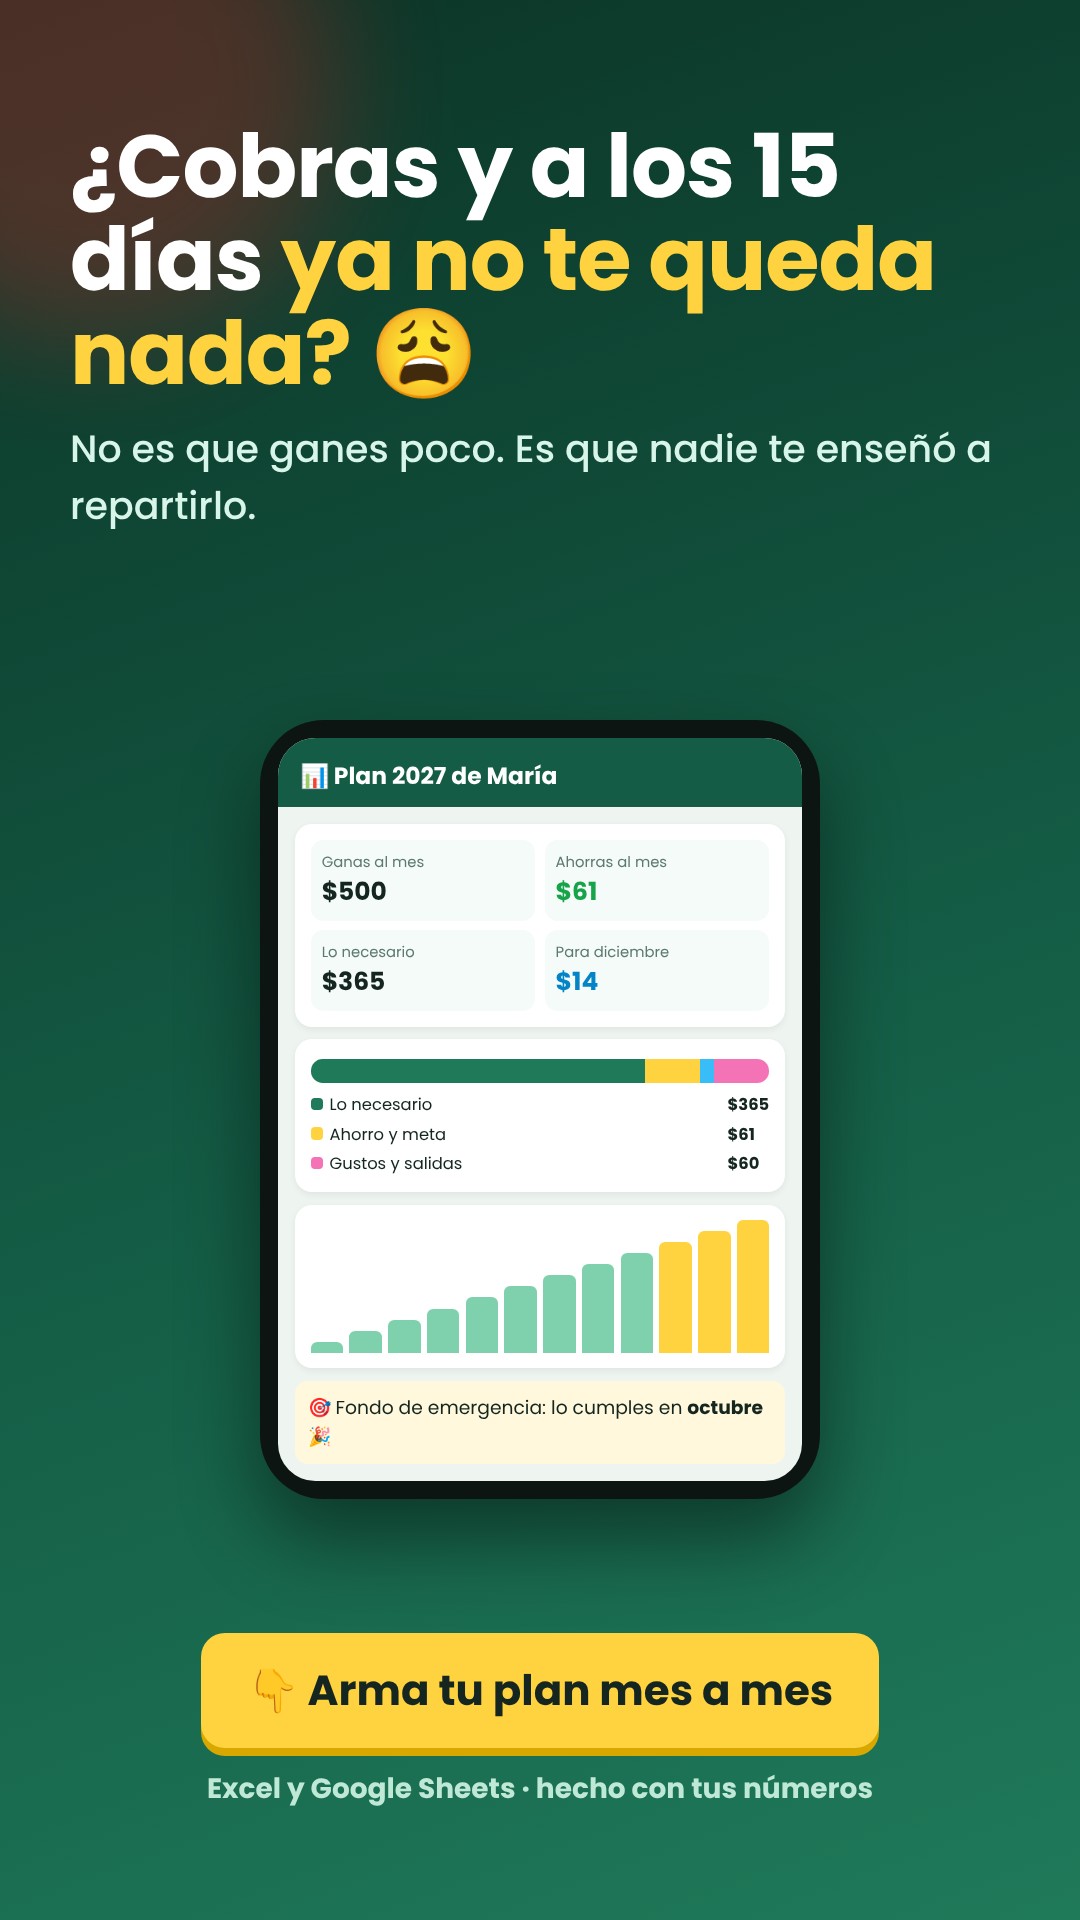 ¿Cobras y a los 15
días ya no te queda
nada? 😩
No es que ganes poco. Es que nadie te enseñó a
repartirlo.
📊 Plan 2027 de María
Ganas al mes
$500
Ahorras al mes
$61
Lo necesario
$365
Para diciembre
$14
Lo necesario $365
Ahorro y meta $61
Gustos y salidas $60
🎯 Fondo de emergencia: lo cumples en octubre
🎉
👇 Arma tu plan mes a mes
Excel y Google Sheets · hecho con tus números